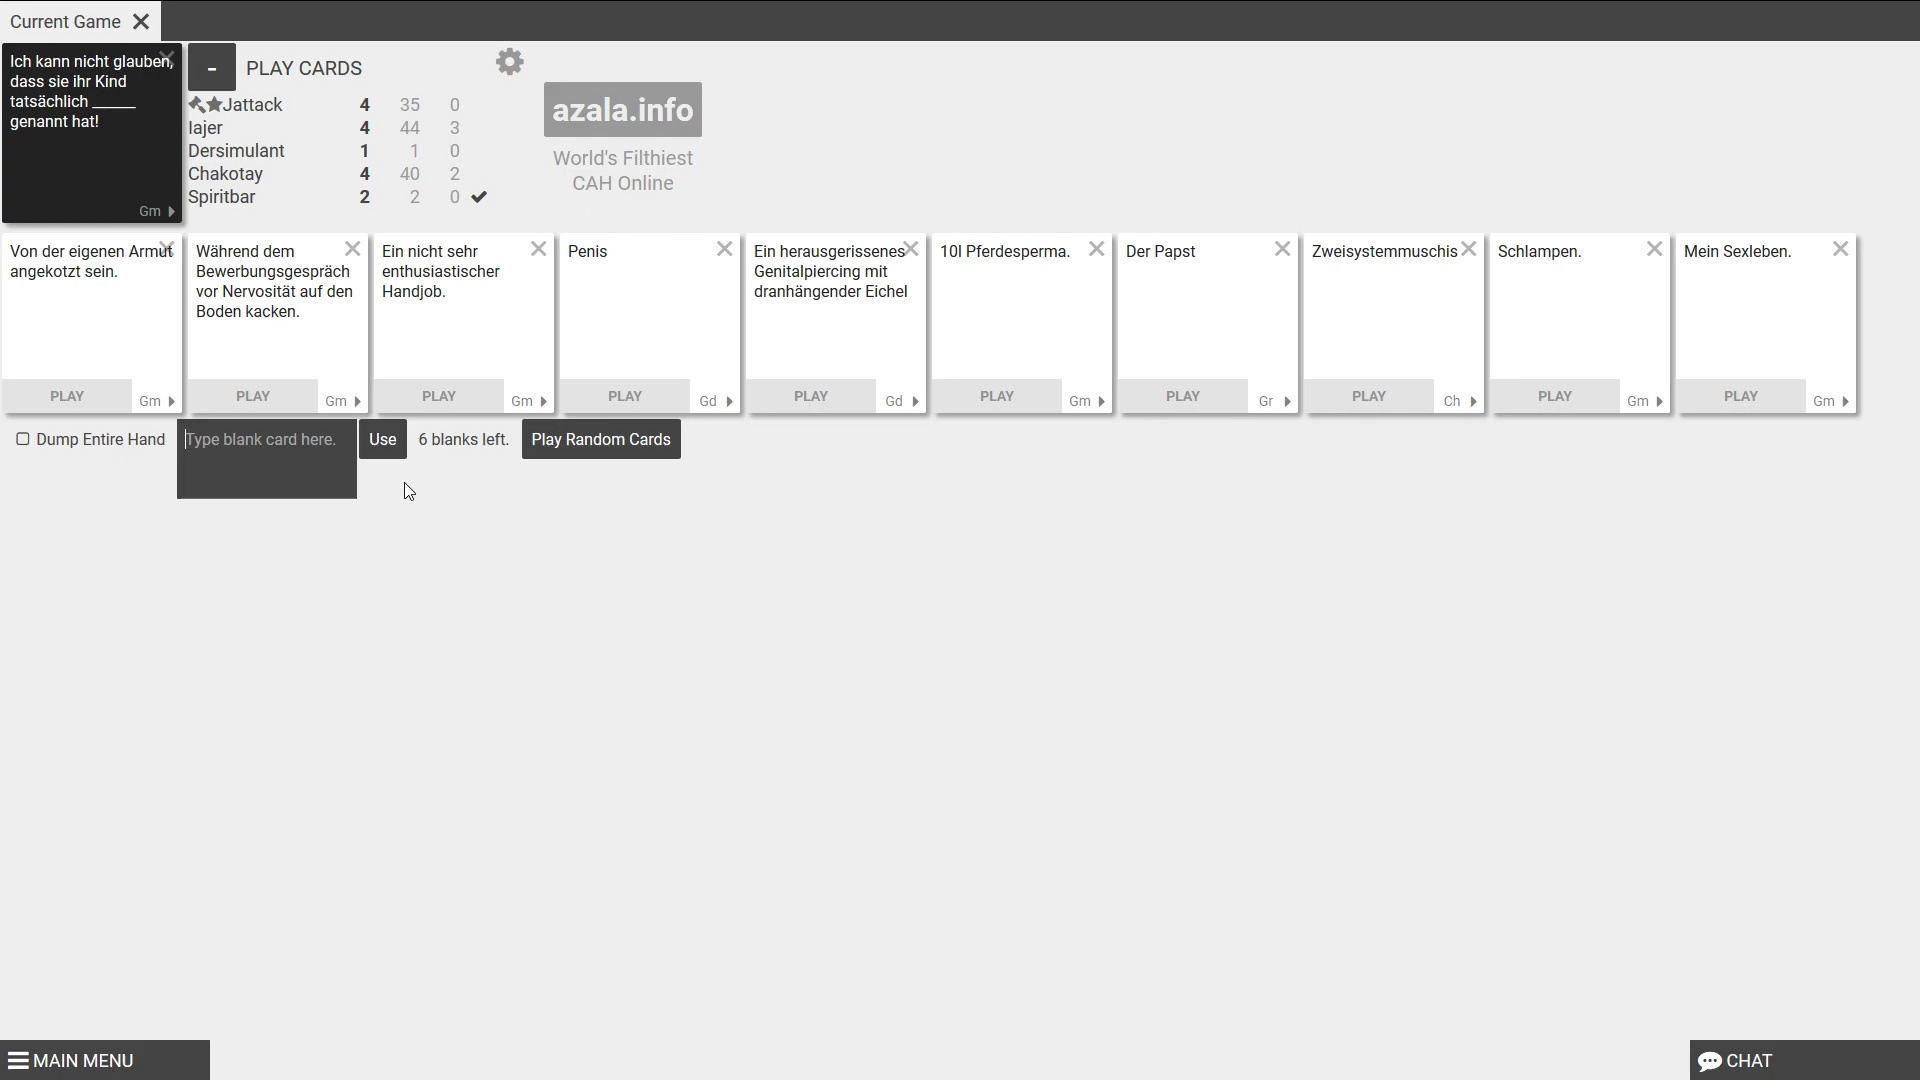 Current Game
Ich kann nicht glauben,
dass sie ihr Kind
tatsächlich _____
genannt hat!
Gm
-
PLAY CARDS
Jattack 4 35 0
lajer 4 44 3
Dersimulant 1 1 0
Chakotay 4 40 2
Spiritbar 2 2 0
azala.info
World's Filthiest
CAH Online
Von der eigenen Armut
angekotzt sein.
PLAY
Gm
Während dem
Bewerbungsgespräch
vor Nervosität auf den
Boden kacken.
PLAY
Gm
Ein nicht sehr
enthusiastischer
Handjob.
PLAY
Gm
Penis
PLAY
Gd
Ein herausgerissenes
Genitalpiercing mit
dranhängender Eichel
PLAY
Gd
10l Pferdesperma.
PLAY
Gm
Der Papst
PLAY
Gr
Zweisystemmuschis
PLAY
Ch
Schlampen.
PLAY
Gm
Mein Sexleben.
PLAY
Gm
Dump Entire Hand
Type blank card here.
Use
6 blanks left.
Play Random Cards
MAIN MENU
CHAT